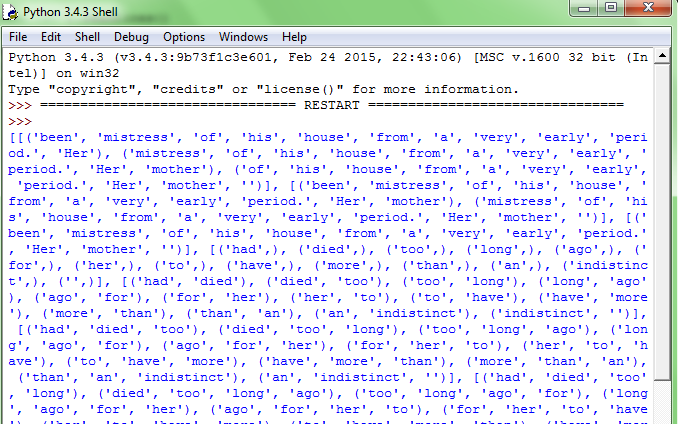 Python 3.4.3 Shell
File Edit Shell Debug Options Windows Help
Python 3.4.3 (v3.4.3:9b73f1c3e601, Feb 24 2015, 22:43:06) [MSC v.1600 32 bit (In
tel)] on win32
Type "copyright", "credits" or "license()" for more information.
>>> ================================ RESTART ================================
>>>
[[('been', 'mistress', 'of', 'his', 'house', 'from', 'a', 'very', 'early', 'peri
od.', 'Her'), ('mistress', 'of', 'his', 'house', 'from', 'a', 'very', 'early', '
period.', 'Her', 'mother'), ('of', 'his', 'house', 'from', 'a', 'very', 'early',
 'period.', 'Her', 'mother', '')], [('been', 'mistress', 'of', 'his', 'house', '
from', 'a', 'very', 'early', 'period.', 'Her', 'mother'), ('mistress', 'of', 'hi
s', 'house', 'from', 'a', 'very', 'early', 'period.', 'Her', 'mother', '')], [('
been', 'mistress', 'of', 'his', 'house', 'from', 'a', 'very', 'early', 'period.'
, 'Her', 'mother', '')], [('had',), ('died',), ('too',), ('long',), ('ago',), ('
for',), ('her',), ('to',), ('have',), ('more',), ('than',), ('an',), ('indistinc
t',), ('',)], [('had', 'died'), ('died', 'too'), ('too', 'long'), ('long', 'ago'
), ('ago', 'for'), ('for', 'her'), ('her', 'to'), ('to', 'have'), ('have', 'more
'), ('more', 'than'), ('than', 'an'), ('an', 'indistinct'), ('indistinct', '')],
 [('had', 'died', 'too'), ('died', 'too', 'long'), ('too', 'long', 'ago'), ('lon
g', 'ago', 'for'), ('ago', 'for', 'her'), ('for', 'her', 'to'), ('her', 'to', 'h
ave'), ('to', 'have', 'more'), ('have', 'more', 'than'), ('more', 'than', 'an'),
 ('than', 'an', 'indistinct'), ('an', 'indistinct', '')], [('had', 'died', 'too'
, 'long'), ('died', 'too', 'long', 'ago'), ('too', 'long', 'ago', 'for'), ('long
', 'ago', 'for', 'her'), ('ago', 'for', 'her', 'to'), ('for', 'her', 'to', 'have